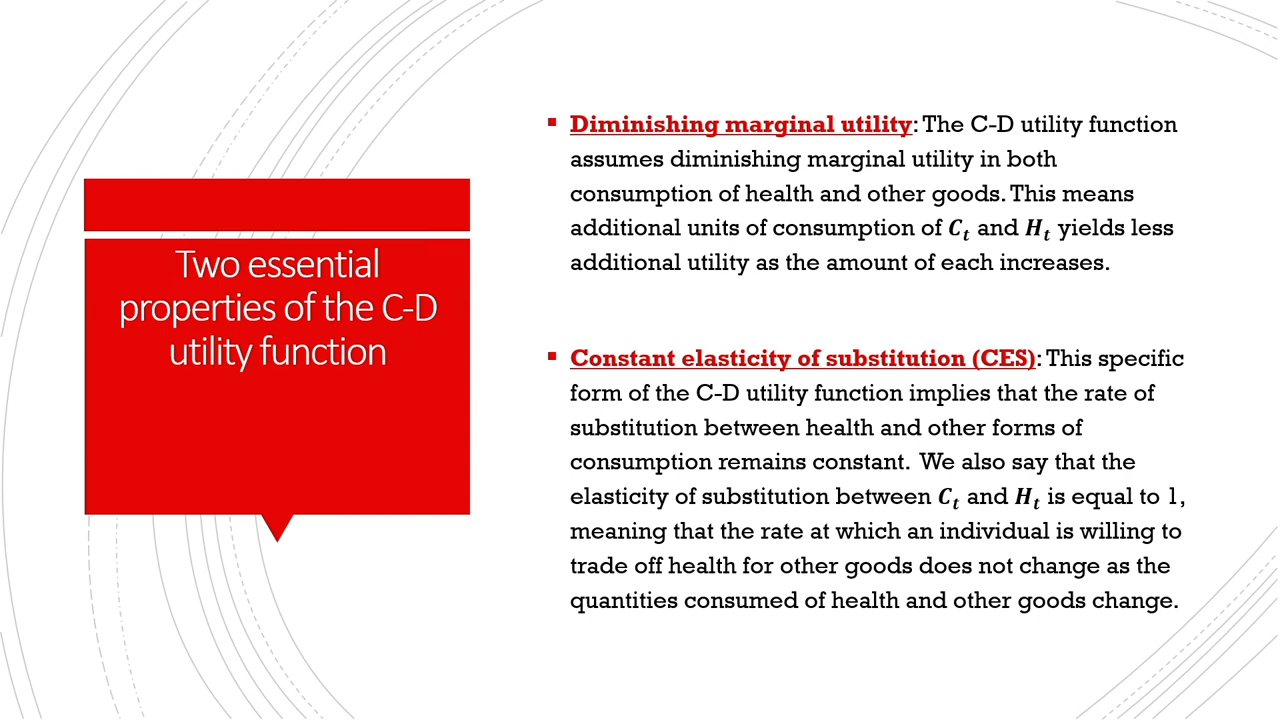 Two essential
properties of the C-D
utility function
▪ Diminishing marginal utility: The C-D utility function
assumes diminishing marginal utility in both
consumption of health and other goods. This means
additional units of consumption of Cₜ and Hₜ yields less
additional utility as the amount of each increases.
▪ Constant elasticity of substitution (CES): This specific
form of the C-D utility function implies that the rate of
substitution between health and other forms of
consumption remains constant. We also say that the
elasticity of substitution between Cₜ and Hₜ is equal to 1,
meaning that the rate at which an individual is willing to
trade off health for other goods does not change as the
quantities consumed of health and other goods change.